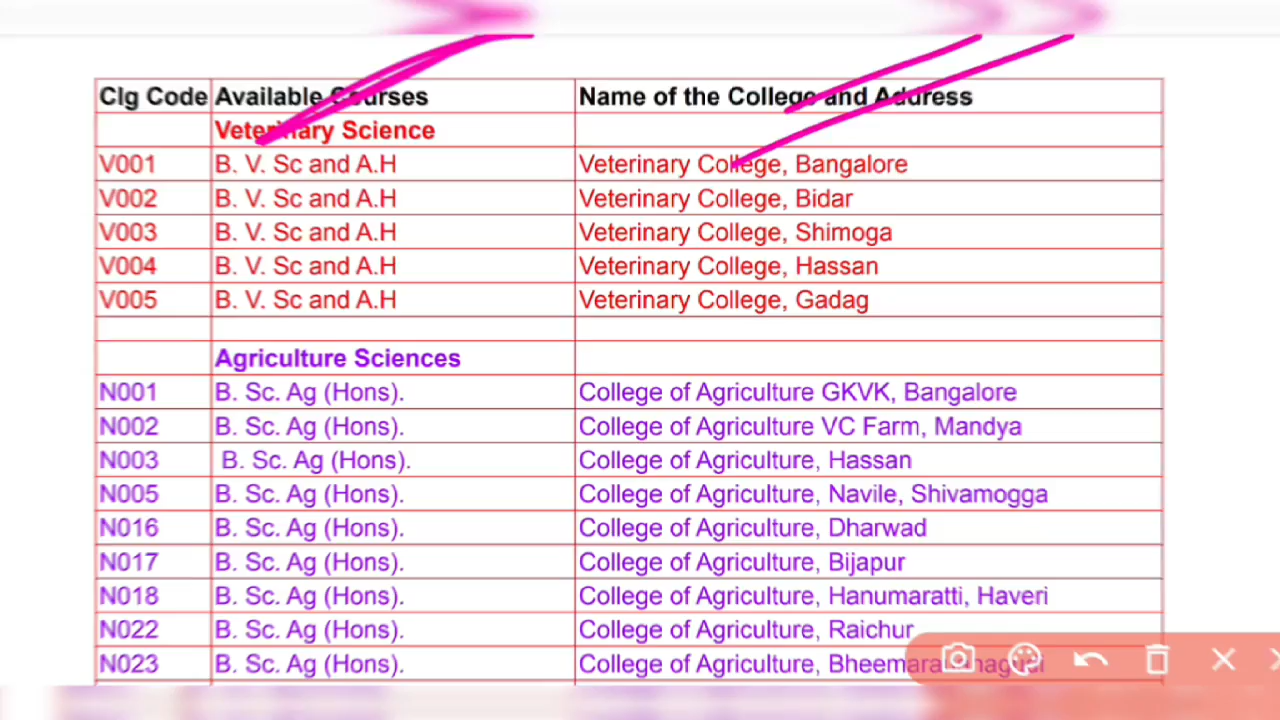 Clg Code Available Courses Name of the College and Address
Veterinary Science
V001 B. V. Sc and A.H Veterinary College, Bangalore
V002 B. V. Sc and A.H Veterinary College, Bidar
V003 B. V. Sc and A.H Veterinary College, Shimoga
V004 B. V. Sc and A.H Veterinary College, Hassan
V005 B. V. Sc and A.H Veterinary College, Gadag
Agriculture Sciences
N001 B. Sc. Ag (Hons). College of Agriculture GKVK, Bangalore
N002 B. Sc. Ag (Hons). College of Agriculture VC Farm, Mandya
N003 B. Sc. Ag (Hons). College of Agriculture, Hassan
N005 B. Sc. Ag (Hons). College of Agriculture, Navile, Shivamogga
N016 B. Sc. Ag (Hons). College of Agriculture, Dharwad
N017 B. Sc. Ag (Hons). College of Agriculture, Bijapur
N018 B. Sc. Ag (Hons). College of Agriculture, Hanumaratti, Haveri
N022 B. Sc. Ag (Hons). College of Agriculture, Raichur
N023 B. Sc. Ag (Hons). College of Agriculture,